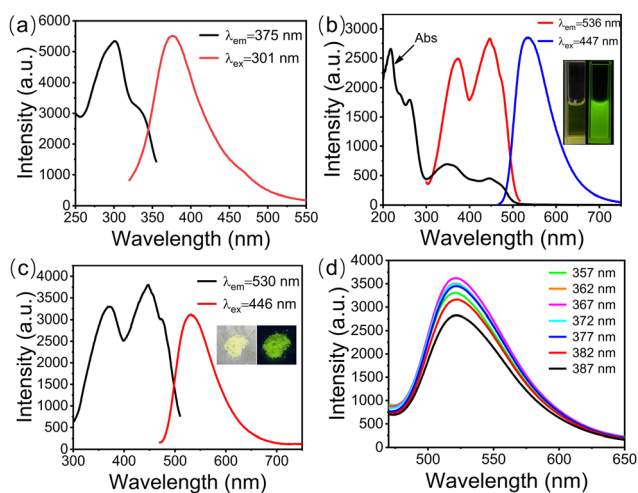 (a)
λem=375 nm
λex=301 nm
Intensity (a.u.)
6000
5000
4000
3000
2000
1000
0
250 300 350 400 450 500 550
Wavelength (nm)
(b)
λem=536 nm
λex=447 nm
Abs
Intensity (a.u.)
3000
2500
2000
1500
1000
500
0
200 300 400 500 600 700
Wavelength (nm)
(c)
λem=530 nm
λex=446 nm
Intensity (a.u.)
4000
3000
2000
1000
0
300 400 500 600 700
Wavelength (nm)
(d)
357 nm
362 nm
367 nm
372 nm
377 nm
382 nm
387 nm
Intensity (a.u.)
4000
3500
3000
2500
2000
1500
1000
500
0
500 550 600 650
Wavelength (nm)